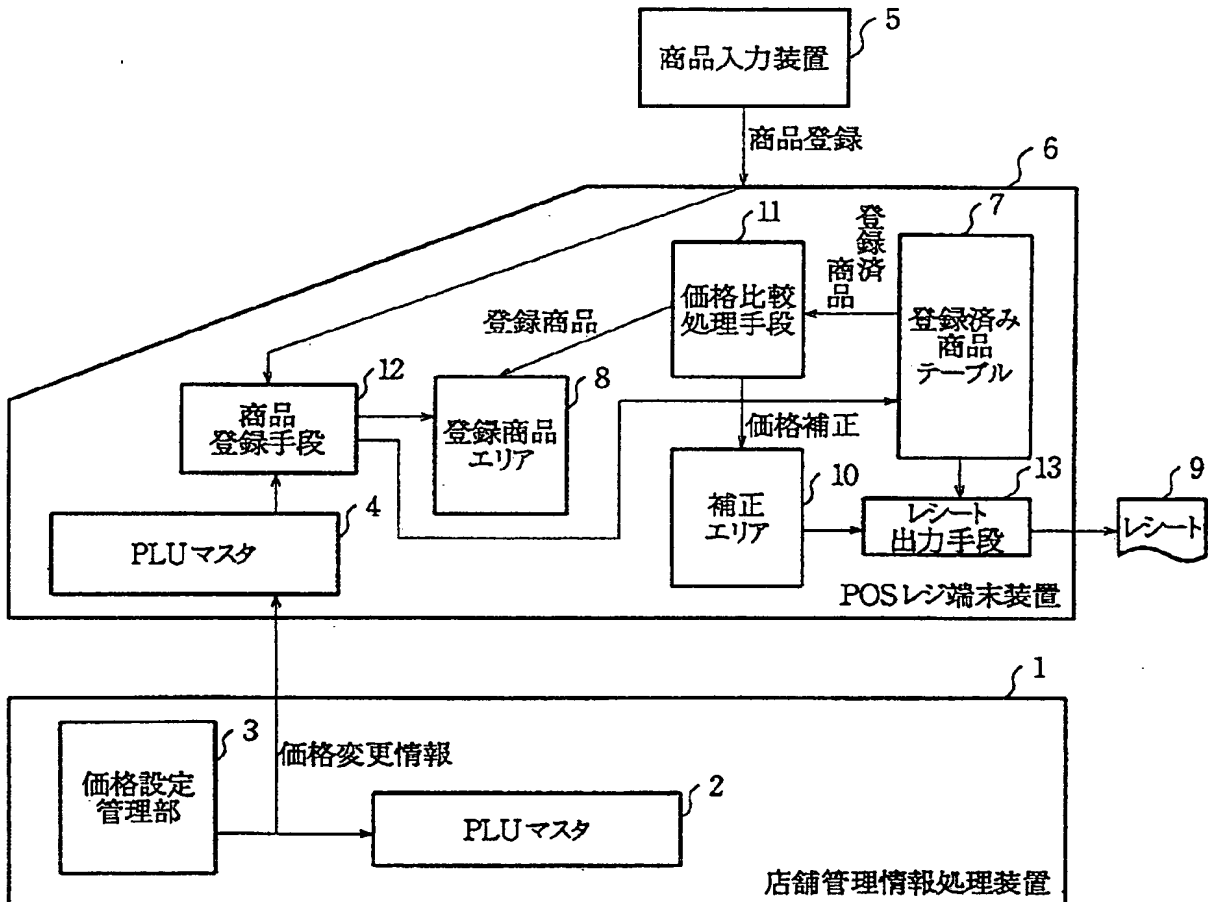 5
商品入力装置
商品登録
6
11
登録済
商品
7
価格比較
処理手段
登録済み
商品
テーブル
登録商品
12
8
商品
登録手段
登録商品
エリア
価格補正
4
10
13
9
PLUマスタ
補正
エリア
レシート
出力手段
レシート
POSレジ端末装置
1
3
価格変更情報
価格設定
管理部
2
PLUマスタ
店舗管理情報処理装置